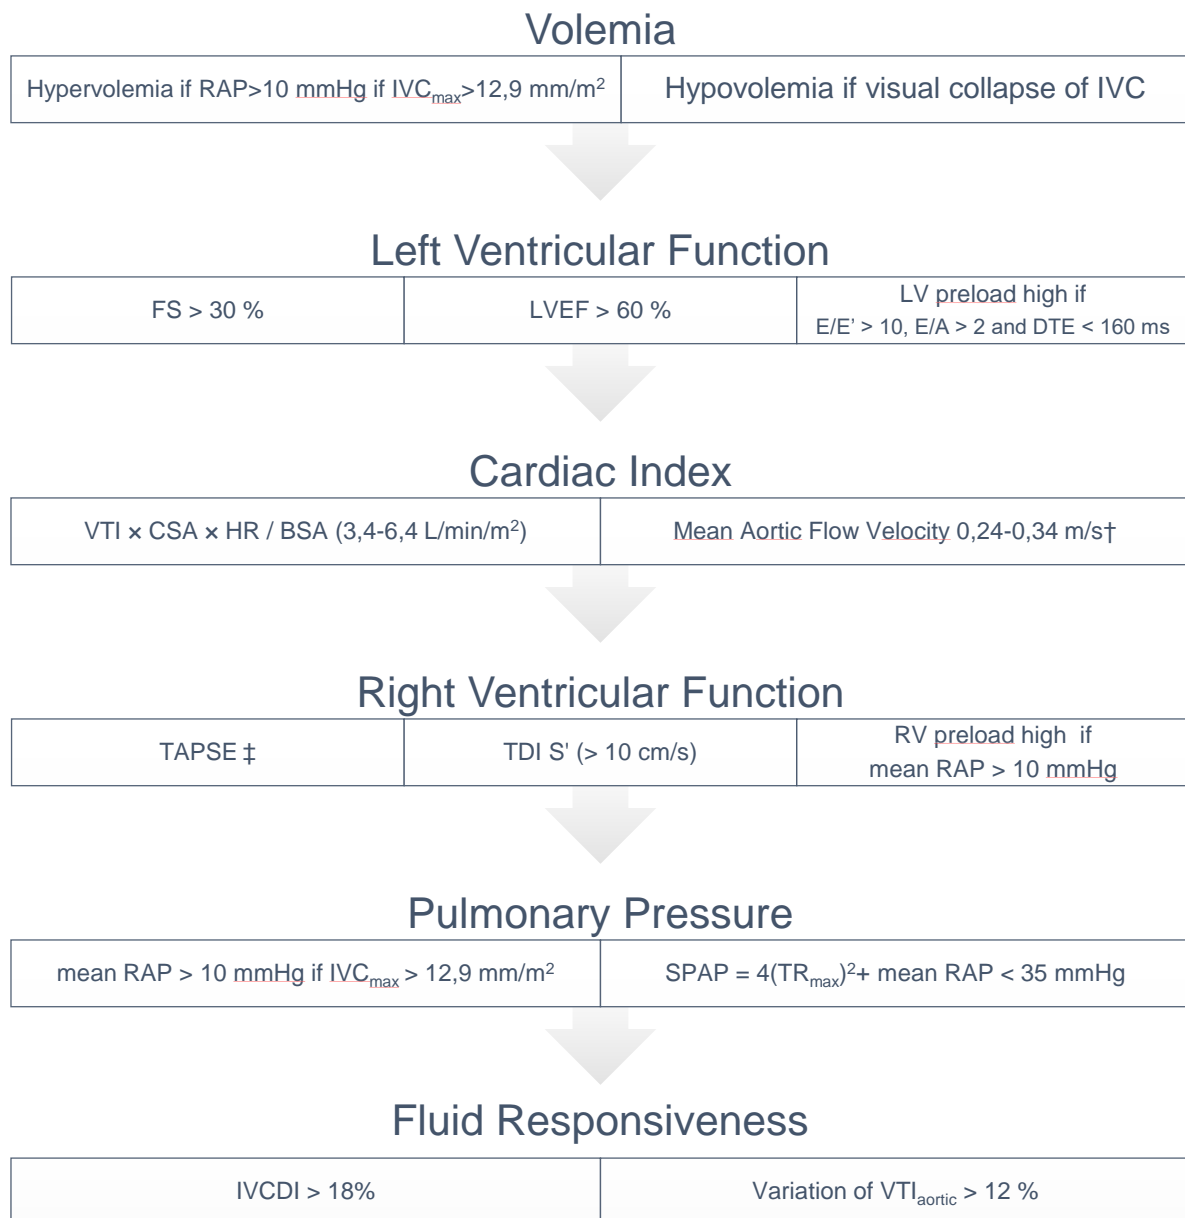 Volemia
Hypervolemia if RAP>10 mmHg if IVCmax>12,9 mm/m²
Hypovolemia if visual collapse of IVC
Left Ventricular Function
FS > 30 %
LVEF > 60 %
LV preload high if
E/E' > 10, E/A > 2 and DTE < 160 ms
Cardiac Index
VTI × CSA × HR / BSA (3,4-6,4 L/min/m²)
Mean Aortic Flow Velocity 0,24-0,34 m/s†
Right Ventricular Function
TAPSE ‡
TDI S' (> 10 cm/s)
RV preload high if
mean RAP > 10 mmHg
Pulmonary Pressure
mean RAP > 10 mmHg if IVCmax > 12,9 mm/m²
SPAP = 4(TRmax)²+ mean RAP < 35 mmHg
Fluid Responsiveness
IVCDI > 18%
Variation of VTIaortic > 12 %